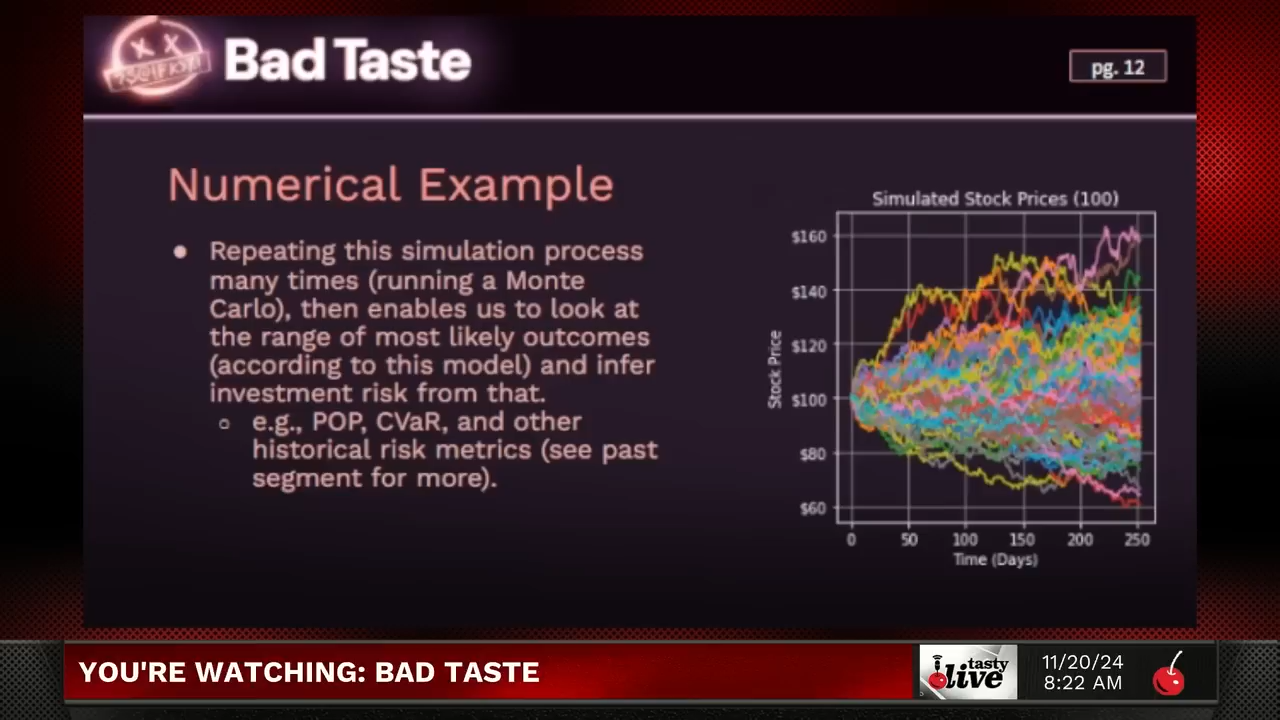 Bad Taste
pg. 12
Numerical Example
● Repeating this simulation process
many times (running a Monte
Carlo), then enables us to look at
the range of most likely outcomes
(according to this model) and infer
investment risk from that.
○ e.g., POP, CVaR, and other
historical risk metrics (see past
segment for more).
Simulated Stock Prices (100)
$160
$140
$120
$100
$80
$60
Stock Price
0 50 100 150 200 250
Time (Days)
YOU'RE WATCHING: BAD TASTE
tasty
live
11/20/24
8:22 AM